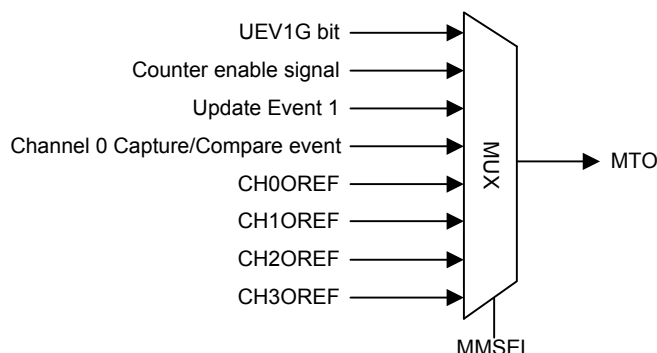 UEV1G bit
Counter enable signal
Update Event 1
Channel 0 Capture/Compare event
CH0OREF
CH1OREF
CH2OREF
CH3OREF
MUX
MTO
MMSEL